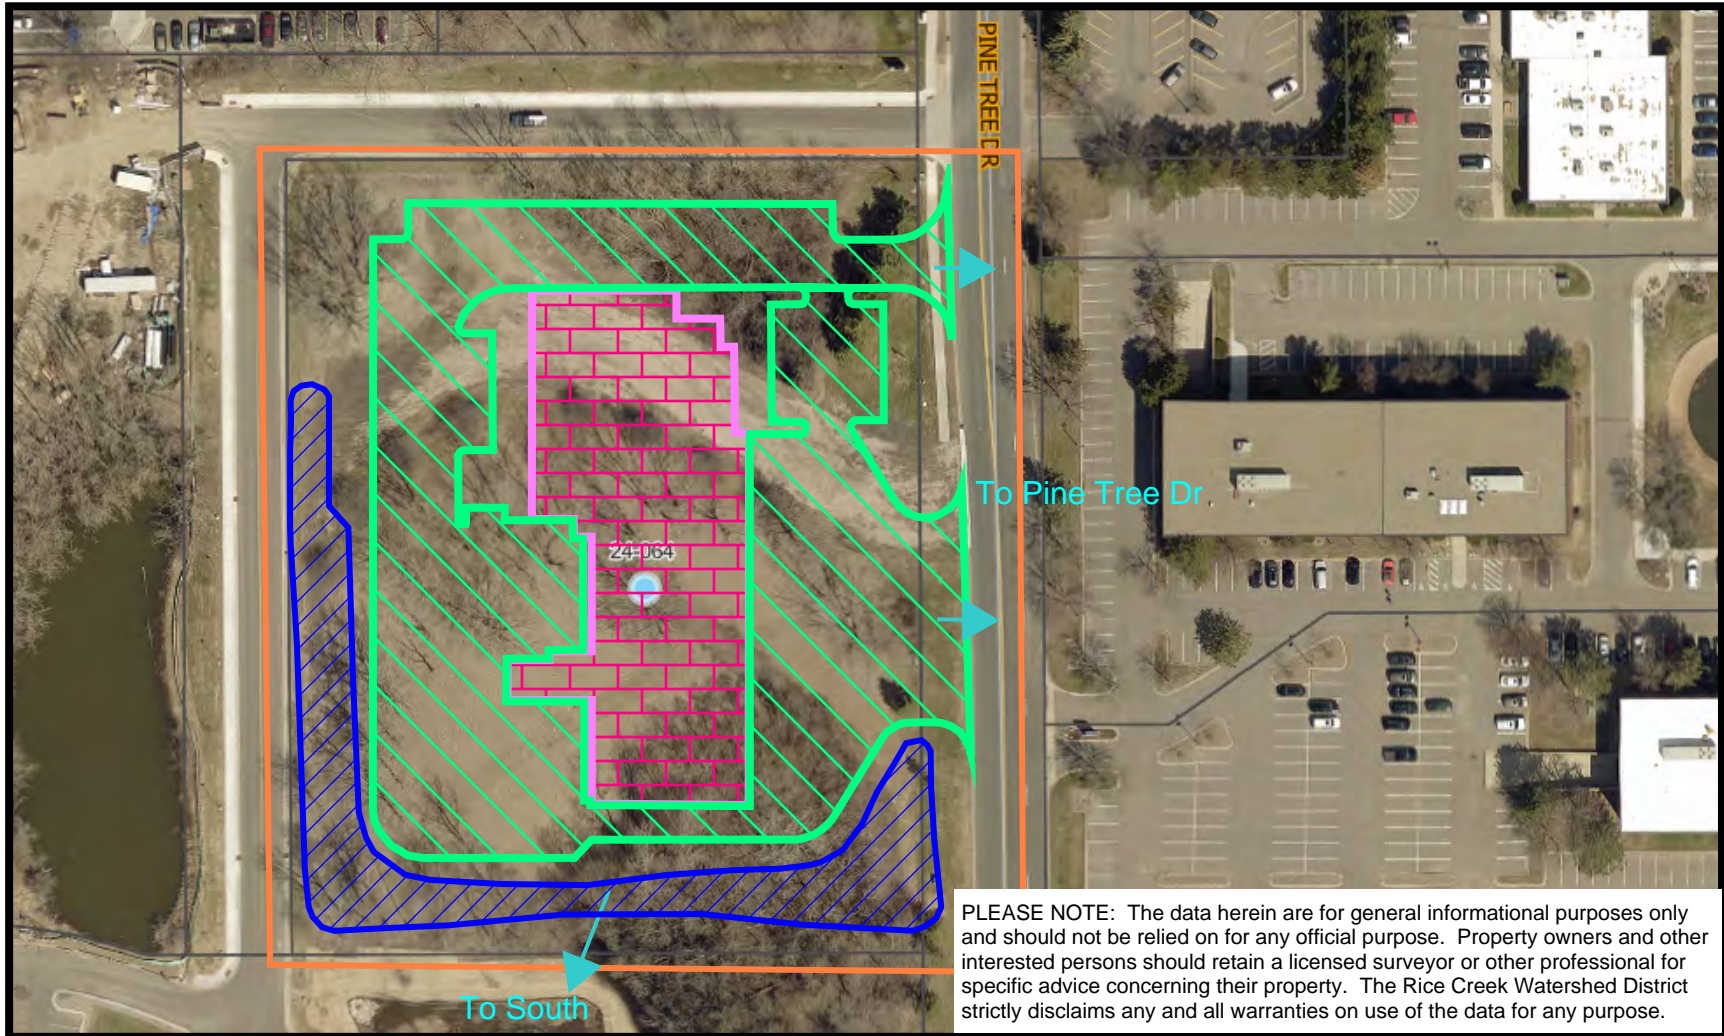 PINE TREE DR
To Pine Tree Dr
24-064
To South
PLEASE NOTE:  The data herein are for general informational purposes only
and should not be relied on for any official purpose.  Property owners and other
interested persons should retain a licensed surveyor or other professional for
specific advice concerning their property.  The Rice Creek Watershed District
strictly disclaims any and all warranties on use of the data for any purpose.